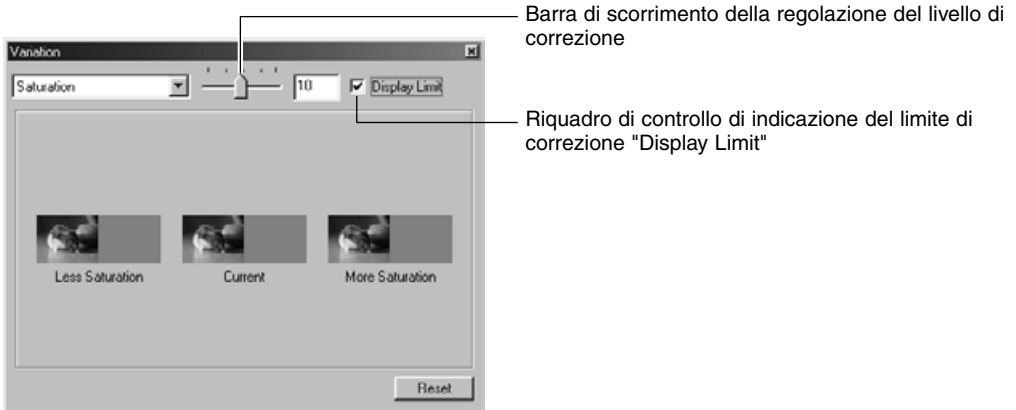 Barra di scorrimento della regolazione del livello di
correzione
Variation
Saturation
10
Display Limit
Riquadro di controllo di indicazione del limite di
correzione "Display Limit"
Less Saturation
Current
More Saturation
Reset